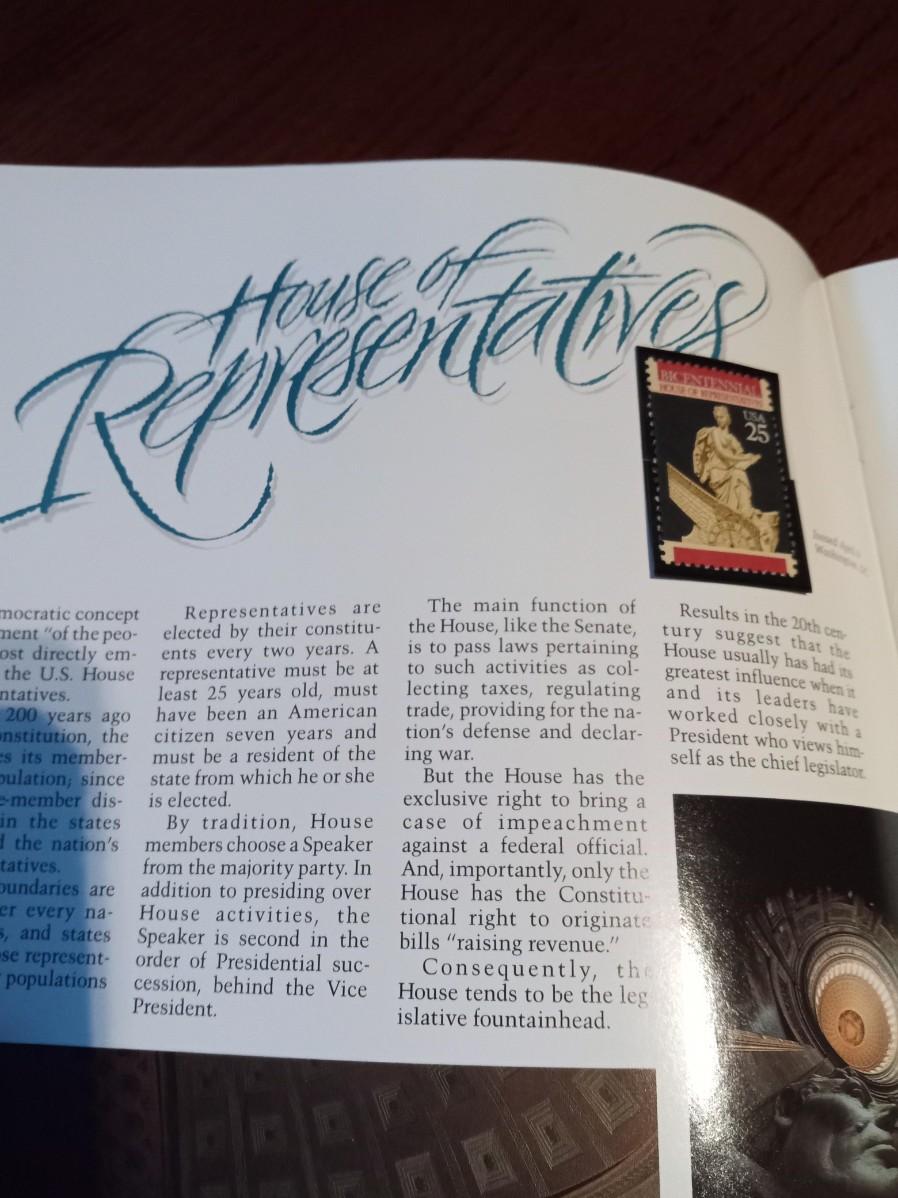 House of
Representatives
BICENTENNIAL
HOUSE OF REPRESENTATIVES
USA
25
Issued April
Washington, DC
mocratic concept
ment “of the peo-
ost directly em-
the U.S. House
ntatives.
200 years ago
onstitution, the
es its member-
pulation; since
e-member dis-
in the states
d the nation's
tatives.
oundaries are
er every na-
s, and states
se represent-
populations
Representatives are
elected by their constitu-
ents every two years. A
representative must be at
least 25 years old, must
have been an American
citizen seven years and
must be a resident of the
state from which he or she
is elected.
By tradition, House
members choose a Speaker
from the majority party. In
addition to presiding over
House activities, the
Speaker is second in the
order of Presidential suc-
cession, behind the Vice
President.
The main function of
the House, like the Senate,
is to pass laws pertaining
to such activities as col-
lecting taxes, regulating
trade, providing for the na-
tion's defense and declar-
ing war.
But the House has the
exclusive right to bring a
case of impeachment
against a federal official.
And, importantly, only the
House has the Constitu-
tional right to originate
bills “raising revenue.”
Consequently, the
House tends to be the leg
islative fountainhead.
Results in the 20th cen-
tury suggest that the
House usually has had its
greatest influence when it
and its leaders have
worked closely with a
President who views him-
self as the chief legislator.